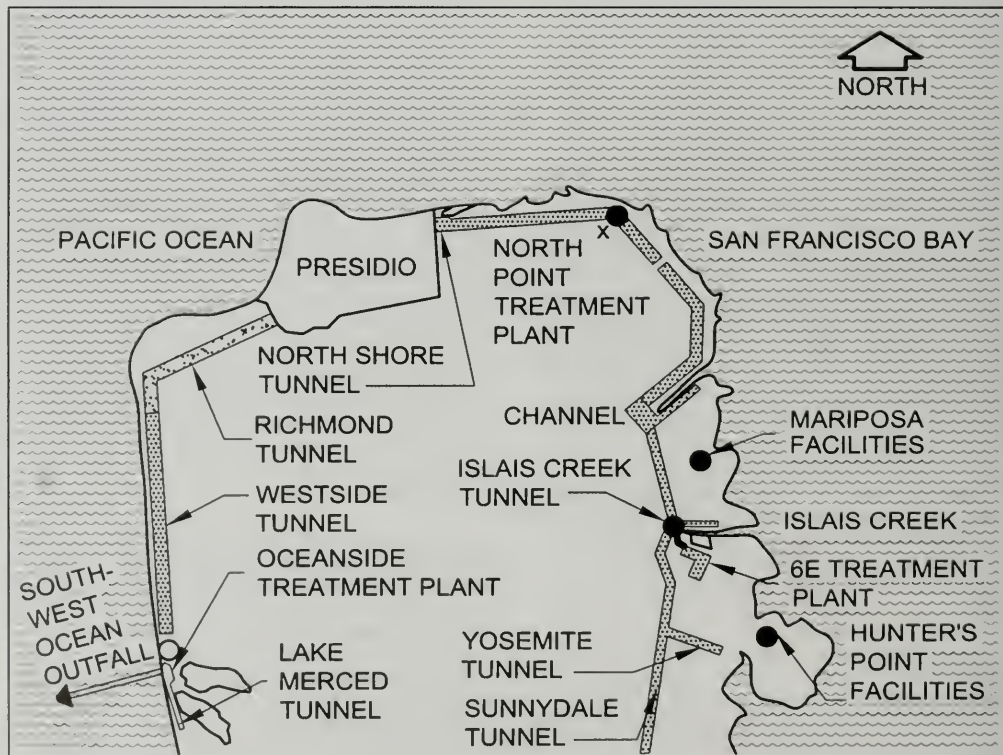 NORTH
PACIFIC OCEAN
SAN FRANCISCO BAY
PRESIDIO
x
NORTH
POINT
TREATMENT
PLANT
NORTH SHORE
TUNNEL
RICHMOND
TUNNEL
CHANNEL
MARIPOSA
FACILITIES
ISLAIS CREEK
TUNNEL
WESTSIDE
TUNNEL
ISLAIS CREEK
OCEANSIDE
TREATMENT PLANT
6E TREATMENT
PLANT
SOUTH-
WEST
OCEAN
OUTFALL
LAKE
MERCED
TUNNEL
YOSEMITE
TUNNEL
HUNTER'S
POINT
FACILITIES
SUNNYDALE
TUNNEL